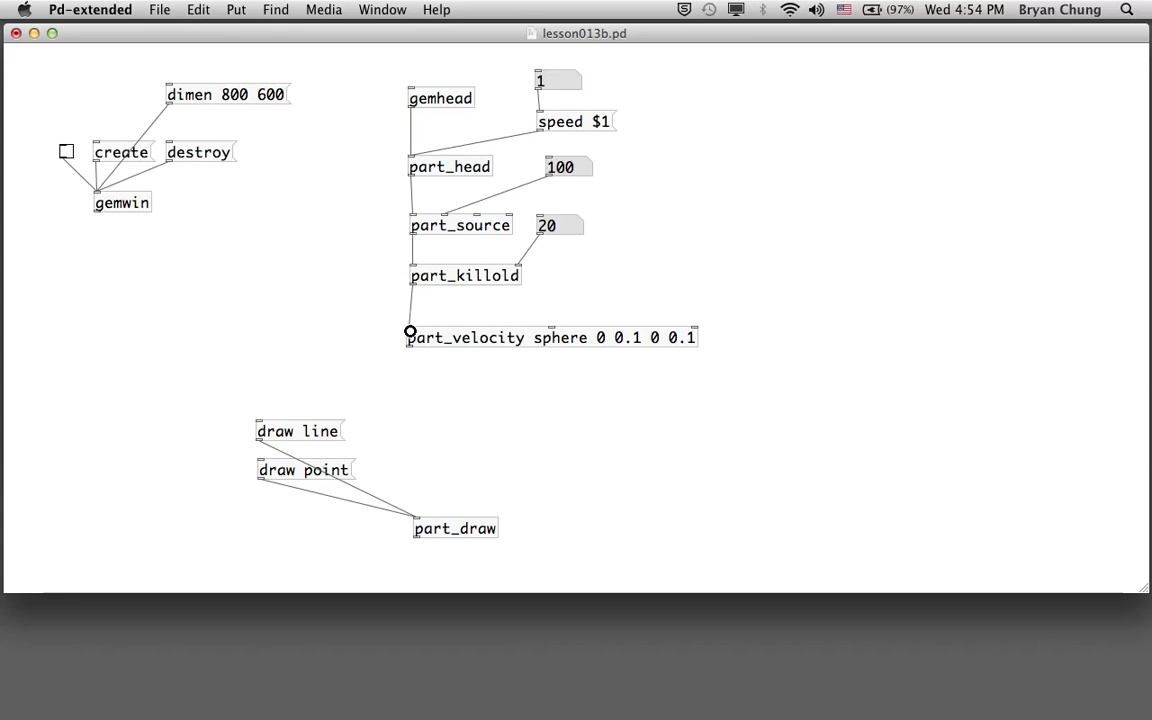 Pd-extended File Edit Put Find Media Window Help (97%) Wed 4:54 PM Bryan Chung
lesson013b.pd
1
dimen 800 600
gemhead
speed $1
create
destroy
part_head
100
gemwin
part_source
20
part_killold
part_velocity sphere 0 0.1 0 0.1
draw line
draw point
part_draw